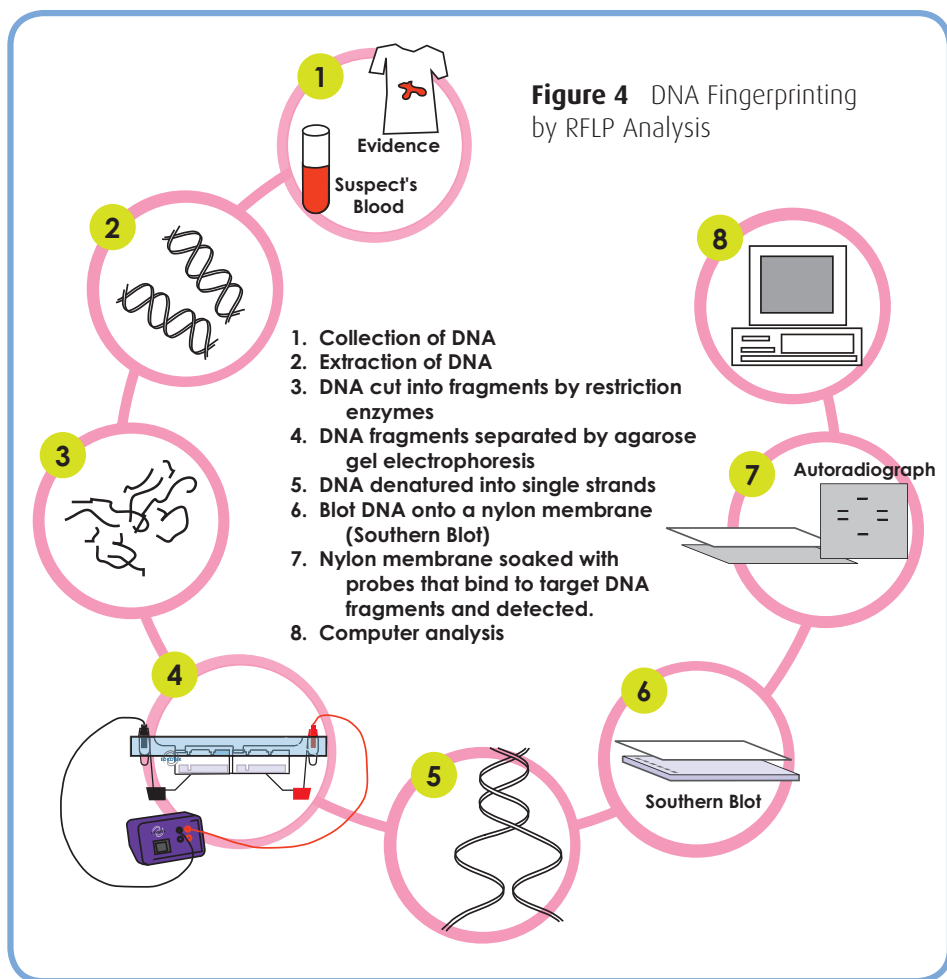 Figure 4 DNA Fingerprinting
by RFLP Analysis
1
Evidence
Suspect's
Blood
2
8
1. Collection of DNA
2. Extraction of DNA
3. DNA cut into fragments by restriction
enzymes
4. DNA fragments separated by agarose
gel electrophoresis
5. DNA denatured into single strands
6. Blot DNA onto a nylon membrane
(Southern Blot)
7. Nylon membrane soaked with
probes that bind to target DNA
fragments and detected.
8. Computer analysis
3
7
Autoradiograph
4
6
Southern Blot
5